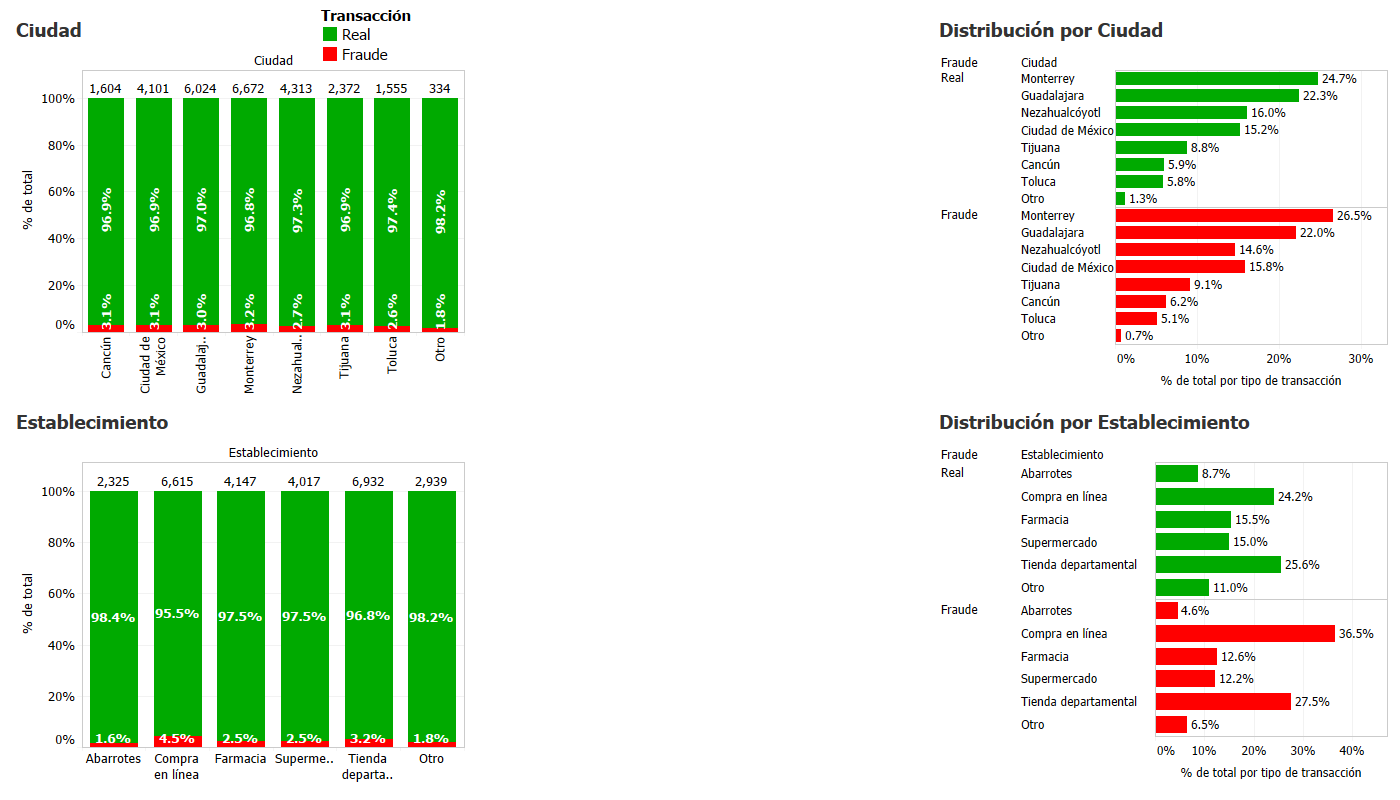 Ciudad
Transacción
Real
Fraude
Ciudad
1,604 4,101 6,024 6,672 4,313 2,372 1,555 334
100%
80%
60%
40%
20%
0%
% de total
96.9% 96.9% 97.0% 96.8% 97.3% 96.9% 97.4% 98.2%
3.1% 3.1% 3.0% 3.2% 2.7% 3.1% 2.6% 1.8%
Cancún
Ciudad de
México
Guadalaj..
Monterrey
Nezahual..
Tijuana
Toluca
Otro
Distribución por Ciudad
Fraude Ciudad
Real Monterrey 24.7%
Guadalajara 22.3%
Nezahualcóyotl 16.0%
Ciudad de México 15.2%
Tijuana 8.8%
Cancún 5.9%
Toluca 5.8%
Otro 1.3%
Fraude Monterrey 26.5%
Guadalajara 22.0%
Nezahualcóyotl 14.6%
Ciudad de México 15.8%
Tijuana 9.1%
Cancún 6.2%
Toluca 5.1%
Otro 0.7%
0% 10% 20% 30%
% de total por tipo de transacción
Establecimiento
Establecimiento
2,325 6,615 4,147 4,017 6,932 2,939
100%
80%
60%
40%
20%
0%
% de total
98.4% 95.5% 97.5% 97.5% 96.8% 98.2%
1.6% 4.5% 2.5% 2.5% 3.2% 1.8%
Abarrotes Compra Farmacia Superme.. Tienda Otro
en línea departa..
Distribución por Establecimiento
Fraude Establecimiento
Real Abarrotes 8.7%
Compra en línea 24.2%
Farmacia 15.5%
Supermercado 15.0%
Tienda departamental 25.6%
Otro 11.0%
Fraude Abarrotes 4.6%
Compra en línea 36.5%
Farmacia 12.6%
Supermercado 12.2%
Tienda departamental 27.5%
Otro 6.5%
0% 10% 20% 30% 40%
% de total por tipo de transacción